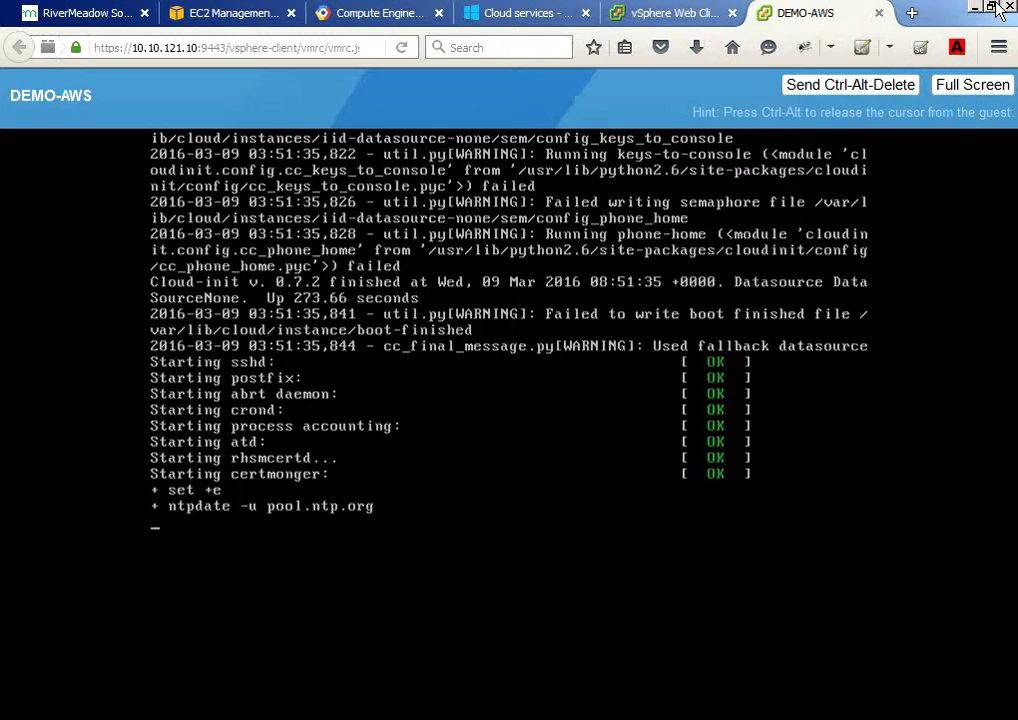 RiverMeadow So...
EC2 Managemen...
Compute Engine...
Cloud services - ...
vSphere Web Cli...
DEMO-AWS
https://10.10.121.10:9443/vsphere-client/vmrc/vmrc.js
Search
DEMO-AWS
Send Ctrl-Alt-Delete
Full Screen
Hint: Press Ctrl-Alt to release the cursor from the guest.
ib/cloud/instances/iid-datasource-none/sem/config_keys_to_console
2016-03-09 03:51:35,822 - util.py[WARNING]: Running keys-to-console (<module 'cl
oudinit.config.cc_keys_to_console' from '/usr/lib/python2.6/site-packages/cloudi
nit/config/cc_keys_to_console.pyc'>) failed
2016-03-09 03:51:35,826 - util.py[WARNING]: Failed writing semaphore file /var/l
ib/cloud/instances/iid-datasource-none/sem/config_phone_home
2016-03-09 03:51:35,828 - util.py[WARNING]: Running phone-home (<module 'cloudin
it.config.cc_phone_home' from '/usr/lib/python2.6/site-packages/cloudinit/config
/cc_phone_home.pyc'>) failed
Cloud-init v. 0.7.2 finished at Wed, 09 Mar 2016 08:51:35 +0000. Datasource Data
SourceNone.  Up 273.66 seconds
2016-03-09 03:51:35,841 - util.py[WARNING]: Failed to write boot finished file /
var/lib/cloud/instance/boot-finished
2016-03-09 03:51:35,844 - cc_final_message.py[WARNING]: Used fallback datasource
Starting sshd: [ OK ]
Starting postfix: [ OK ]
Starting abrt daemon: [ OK ]
Starting crond: [ OK ]
Starting process accounting: [ OK ]
Starting atd: [ OK ]
Starting rhsmcertd... [ OK ]
Starting certmonger: [ OK ]
+ set +e
+ ntpdate -u pool.ntp.org
_